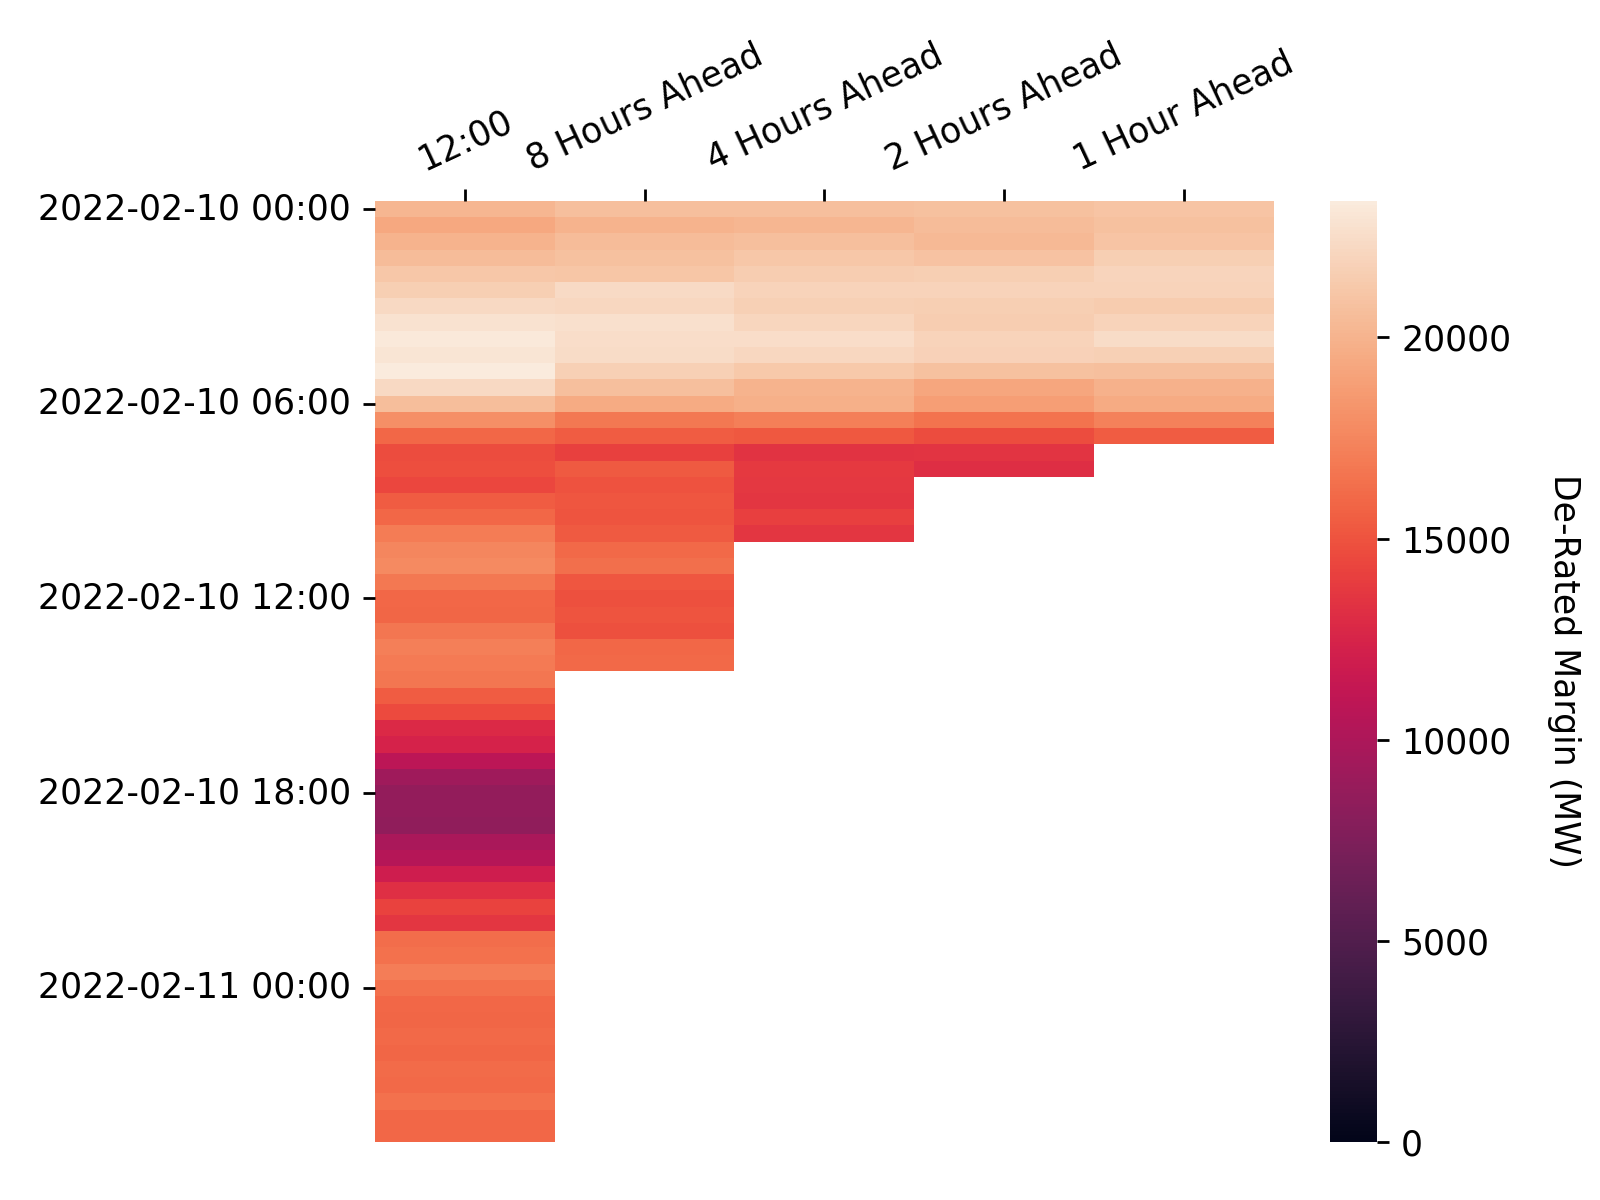 12:00
8 Hours Ahead
4 Hours Ahead
2 Hours Ahead
1 Hour Ahead
2022-02-10 00:00
2022-02-10 06:00
2022-02-10 12:00
2022-02-10 18:00
2022-02-11 00:00
20000
15000
10000
5000
0
De-Rated Margin (MW)